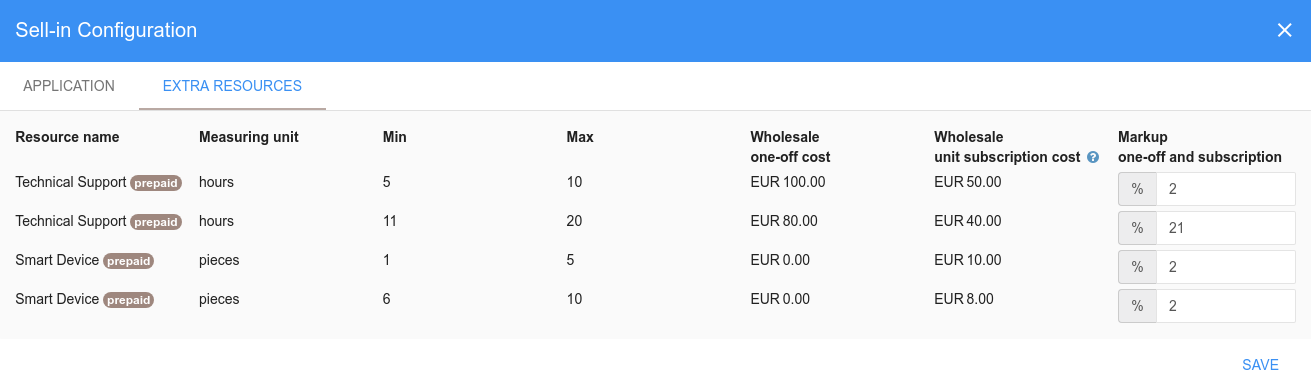 Sell-in Configuration
APPLICATION EXTRA RESOURCES
Resource name Measuring unit Min Max Wholesale one-off cost Wholesale unit subscription cost ? Markup one-off and subscription
Technical Support prepaid hours 5 10 EUR 100.00 EUR 50.00 % 2
Technical Support prepaid hours 11 20 EUR 80.00 EUR 40.00 % 21
Smart Device prepaid pieces 1 5 EUR 0.00 EUR 10.00 % 2
Smart Device prepaid pieces 6 10 EUR 0.00 EUR 8.00 % 2
SAVE